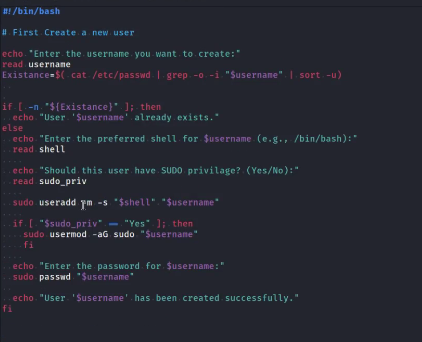 #!/bin/bash
# First Create a new user
echo "Enter the username you want to create:"
read username
Existance=$( cat /etc/passwd | grep -o -i "$username" | sort -u)
if [ -n "${Existance}" ]; then
echo "User '$username' already exists."
else
echo "Enter the preferred shell for $username (e.g., /bin/bash):"
read shell
echo "Should this user have SUDO privilage? (Yes/No):"
read sudo_priv
sudo useradd -m -s "$shell" "$username"
if [ "$sudo_priv" == "Yes" ]; then
sudo usermod -aG sudo "$username"
fi
echo "Enter the password for $username:"
sudo passwd "$username"
echo "User '$username' has been created successfully."
fi